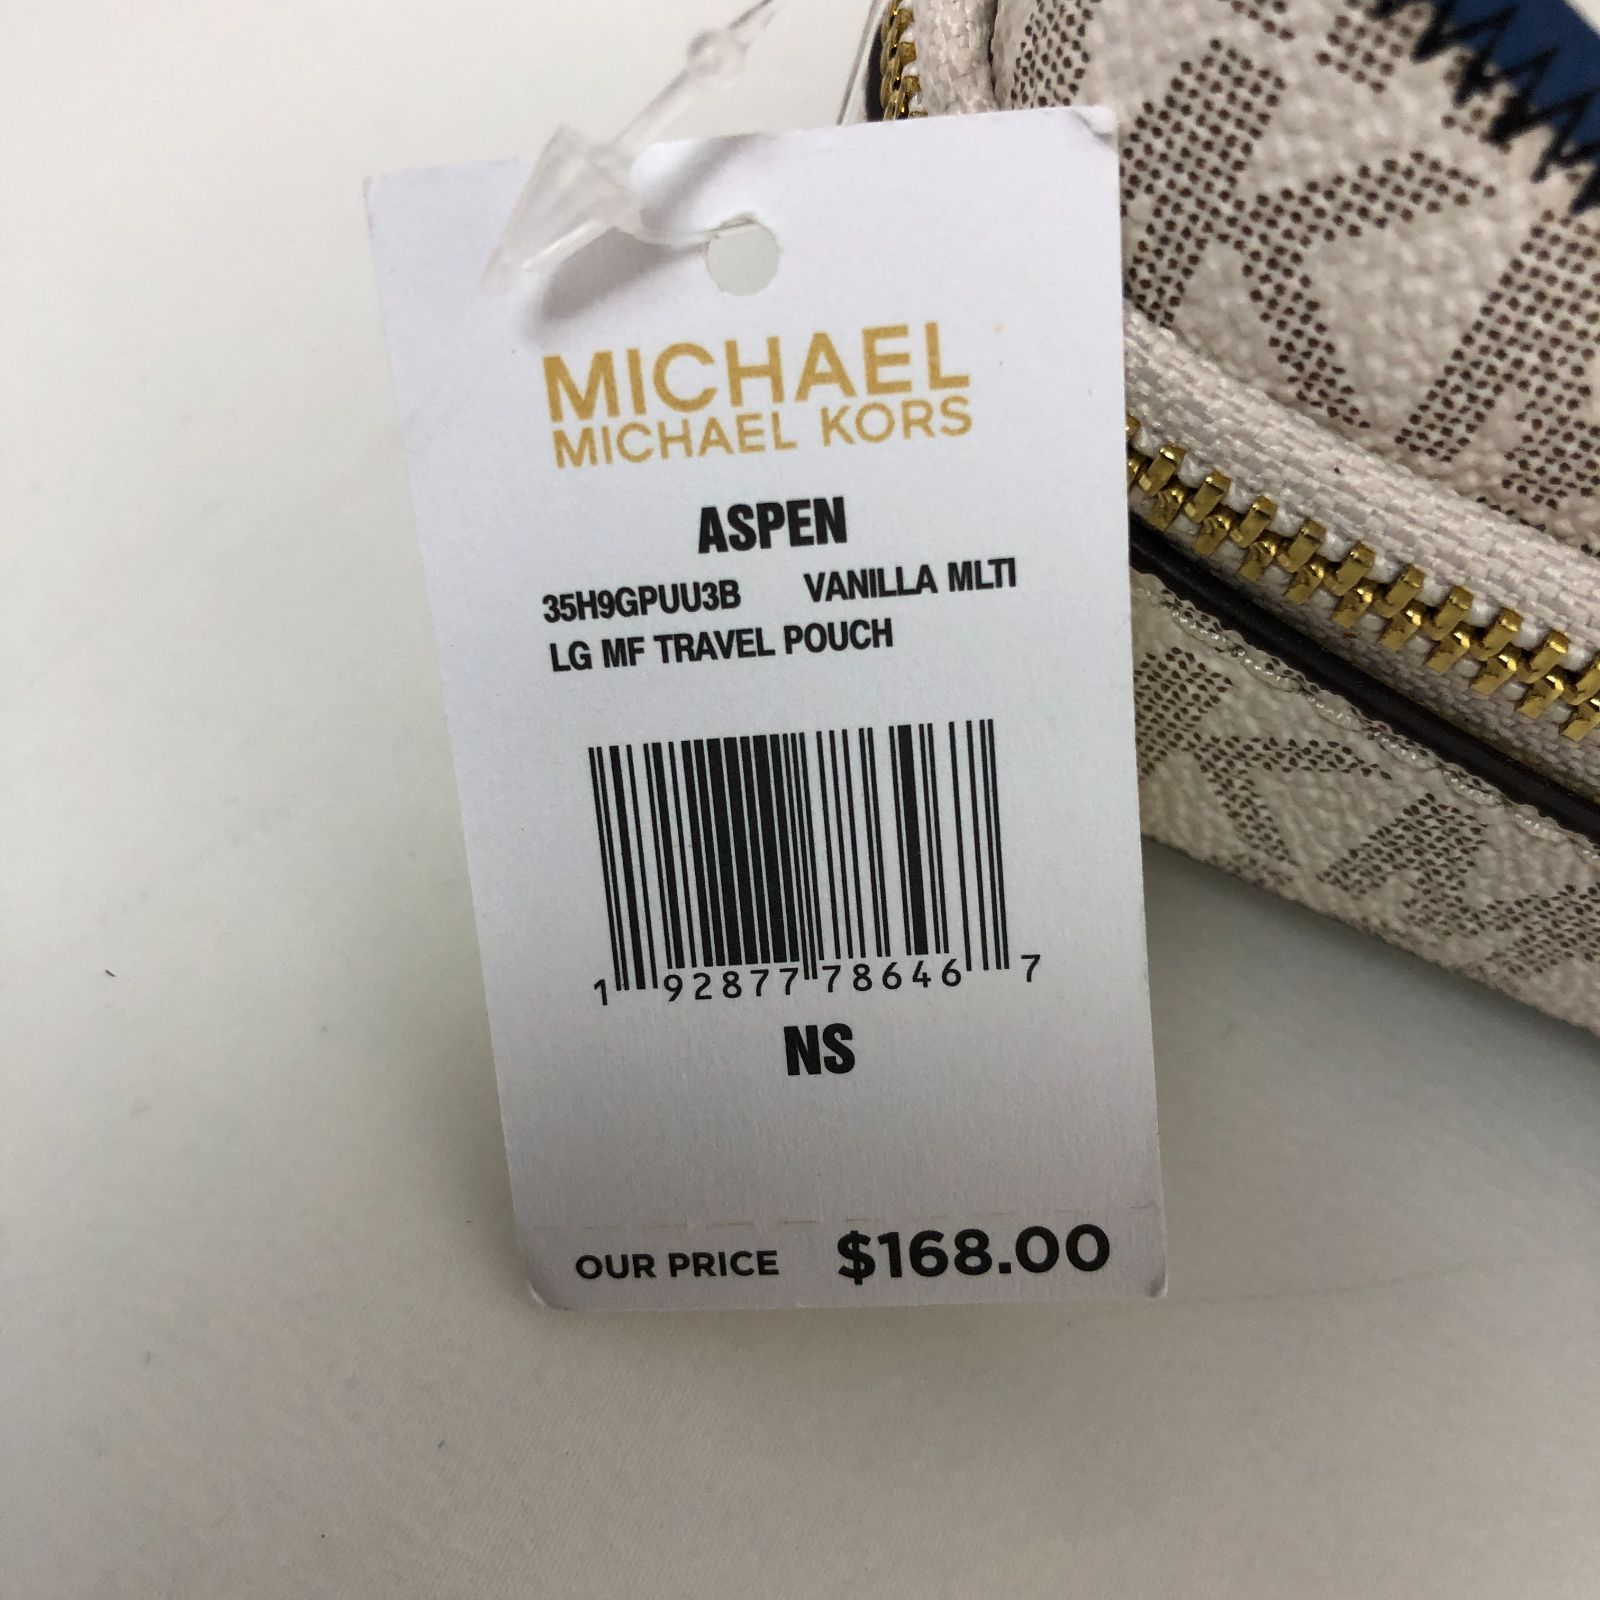 MICHAEL
MICHAEL KORS
ASPEN
35H9GPUU3B VANILLA MLTI
LG MF TRAVEL POUCH
1 92877 78646 7
NS
OUR PRICE $168.00